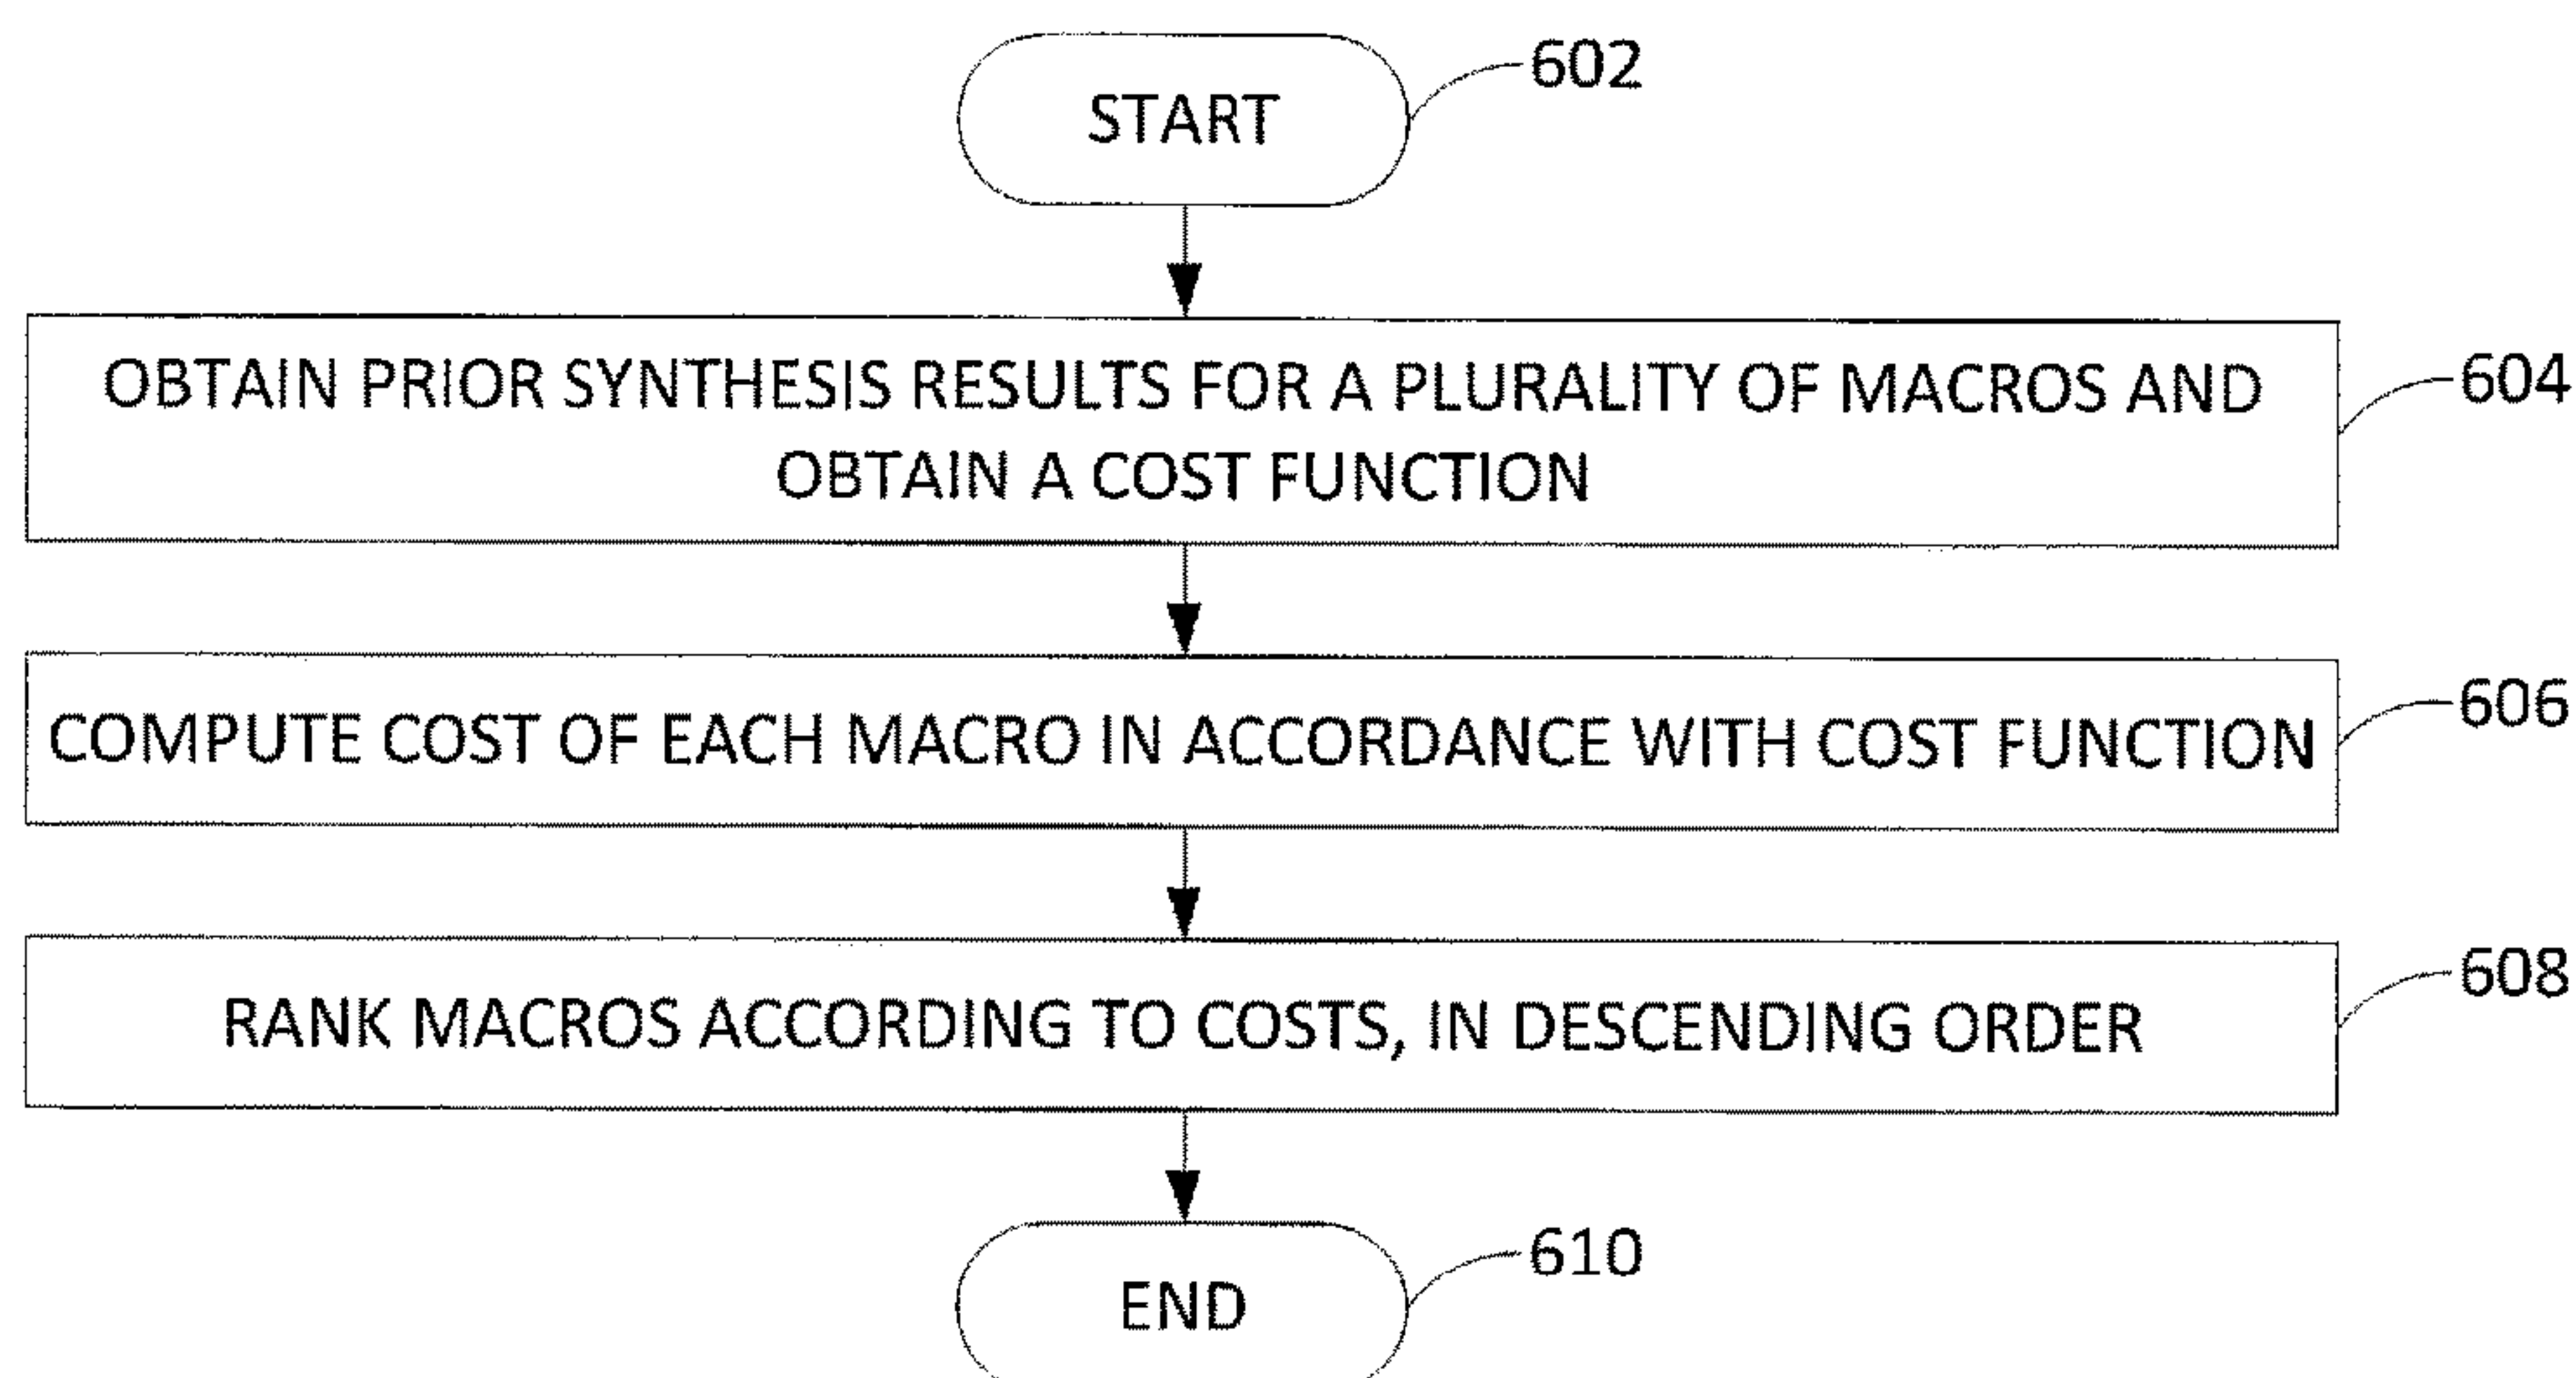 START
602
OBTAIN PRIOR SYNTHESIS RESULTS FOR A PLURALITY OF MACROS AND
OBTAIN A COST FUNCTION
604
COMPUTE COST OF EACH MACRO IN ACCORDANCE WITH COST FUNCTION
606
RANK MACROS ACCORDING TO COSTS, IN DESCENDING ORDER
608
END
610